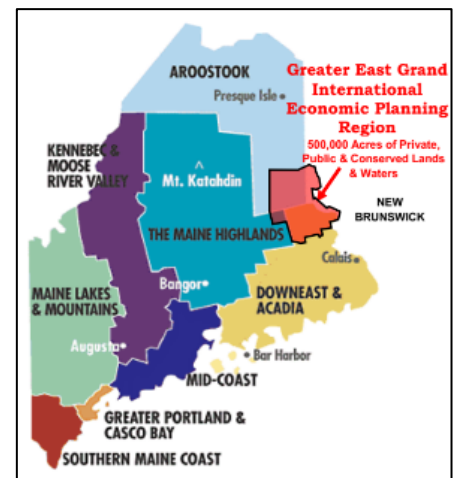 AROOSTOOK
Greater East Grand
International
Economic Planning
Region
500,000 Acres of Private,
Public & Conserved Lands
& Waters
Presque Isle
KENNEBEC &
MOOSE
RIVER VALLEY
Mt. Katahdin
NEW
BRUNSWICK
THE MAINE HIGHLANDS
Calais
MAINE LAKES
& MOUNTAINS
Bangor
DOWNEAST &
ACADIA
Augusta
Bar Harbor
MID-COAST
GREATER PORTLAND &
CASCO BAY
SOUTHERN MAINE COAST